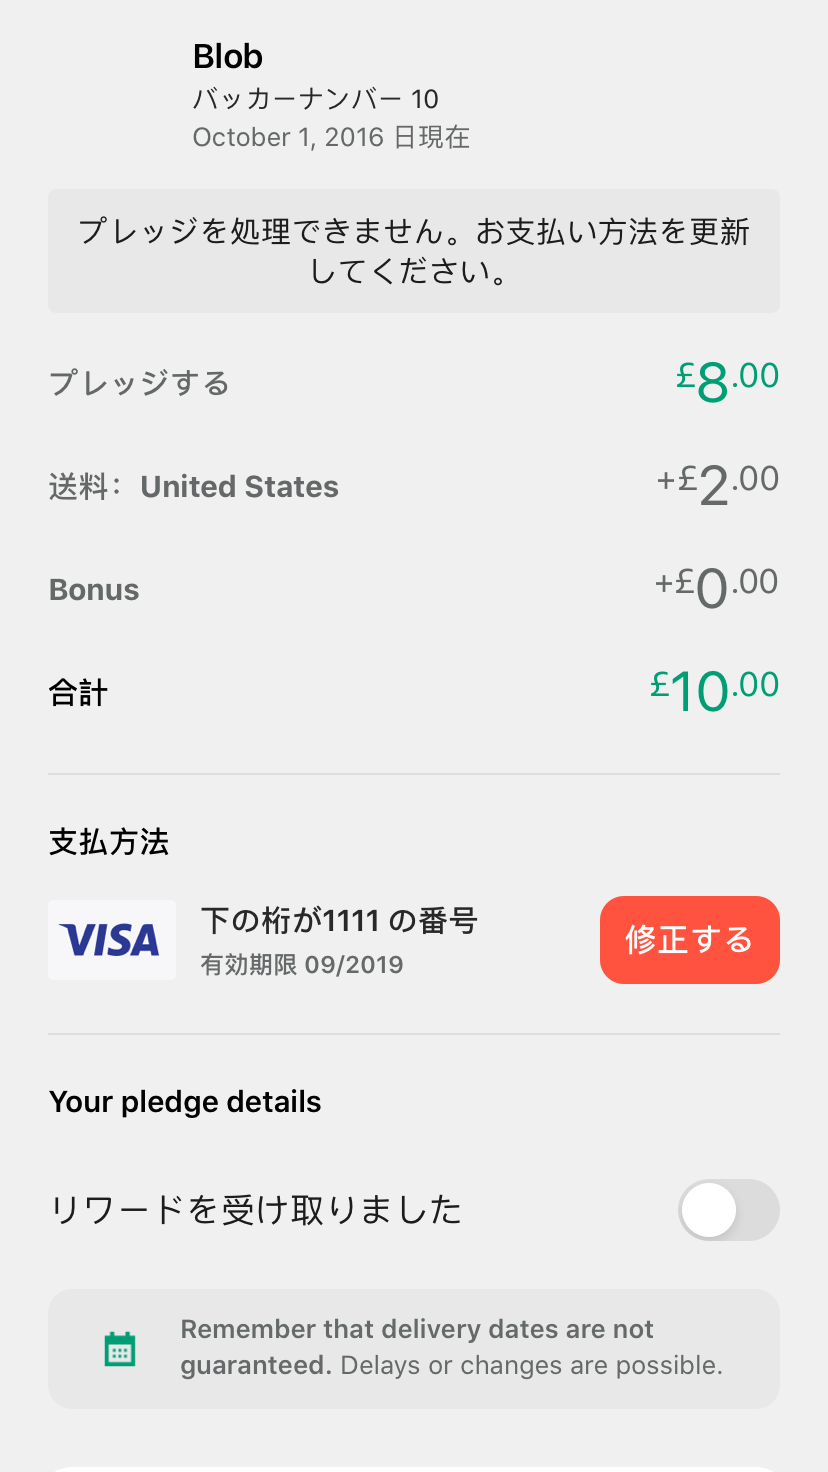 Blob
バッカーナンバー 10
October 1, 2016 日現在
プレッジを処理できません。お支払い方法を更新
してください。
プレッジする £8.00
送料： United States +£2.00
Bonus +£0.00
合計 £10.00
支払方法
VISA
下の桁が1111 の番号
有効期限 09/2019
修正する
Your pledge details
リワードを受け取りました
Remember that delivery dates are not
guaranteed. Delays or changes are possible.